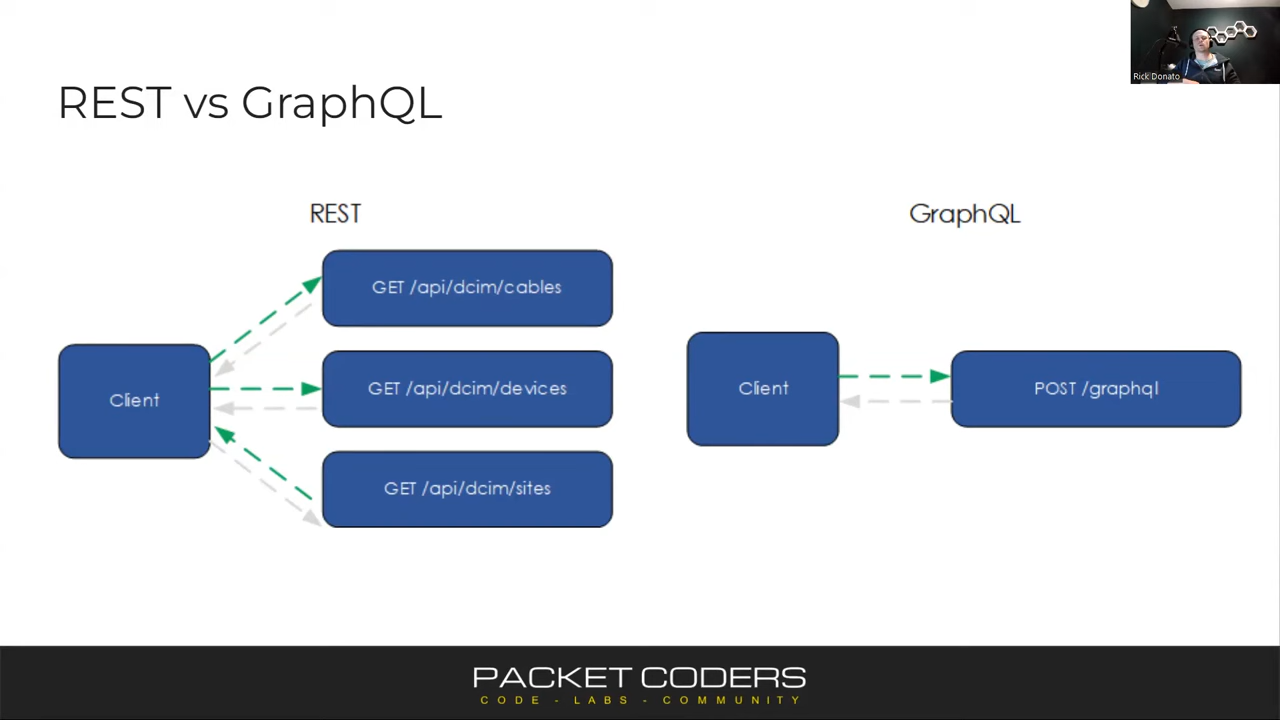 Rick Donato
REST vs GraphQL
REST
GraphQL
GET /api/dcim/cables
Client
GET /api/dcim/devices
GET /api/dcim/sites
Client
POST /graphql
PACKET CODERS
CODE - LABS - COMMUNITY